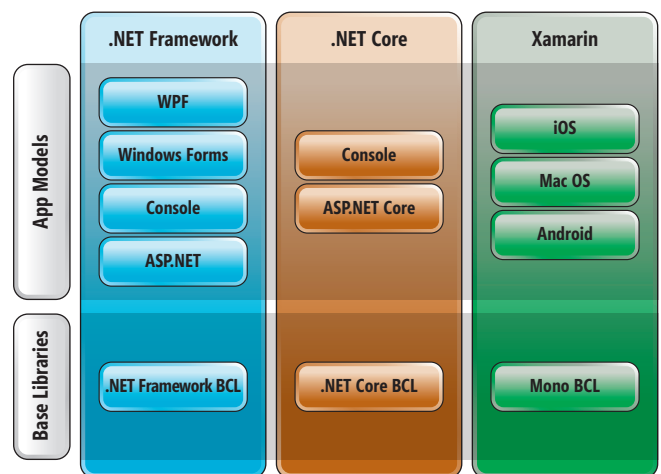 .NET Framework
.NET Core
Xamarin
App Models
WPF
Windows Forms
Console
ASP.NET
Console
ASP.NET Core
iOS
Mac OS
Android
Base Libraries
.NET Framework BCL
.NET Core BCL
Mono BCL